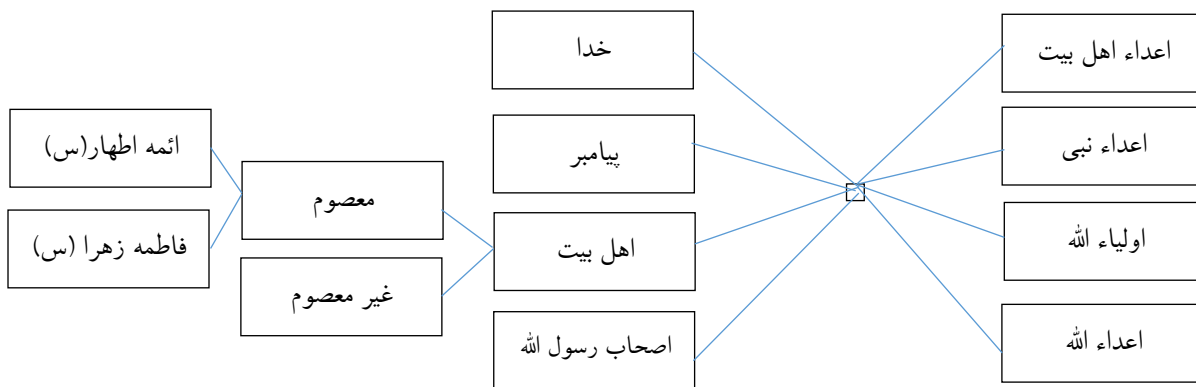 اعداء اهل بیت
اعداء نبی
اولیاء الله
اعداء الله
خدا
پیامبر
اهل بیت
اصحاب رسول الله
معصوم
غیر معصوم
ائمه اطهار(س)
فاطمه زهرا (س)